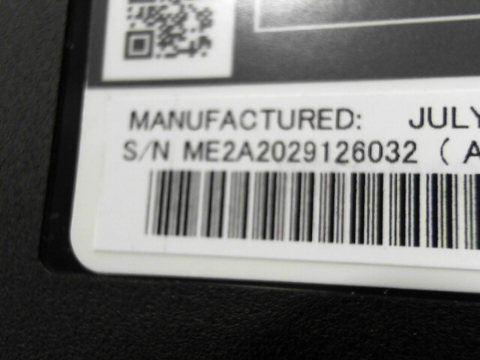 MANUFACTURED: JULY
S/N ME2A2029126032 ( A